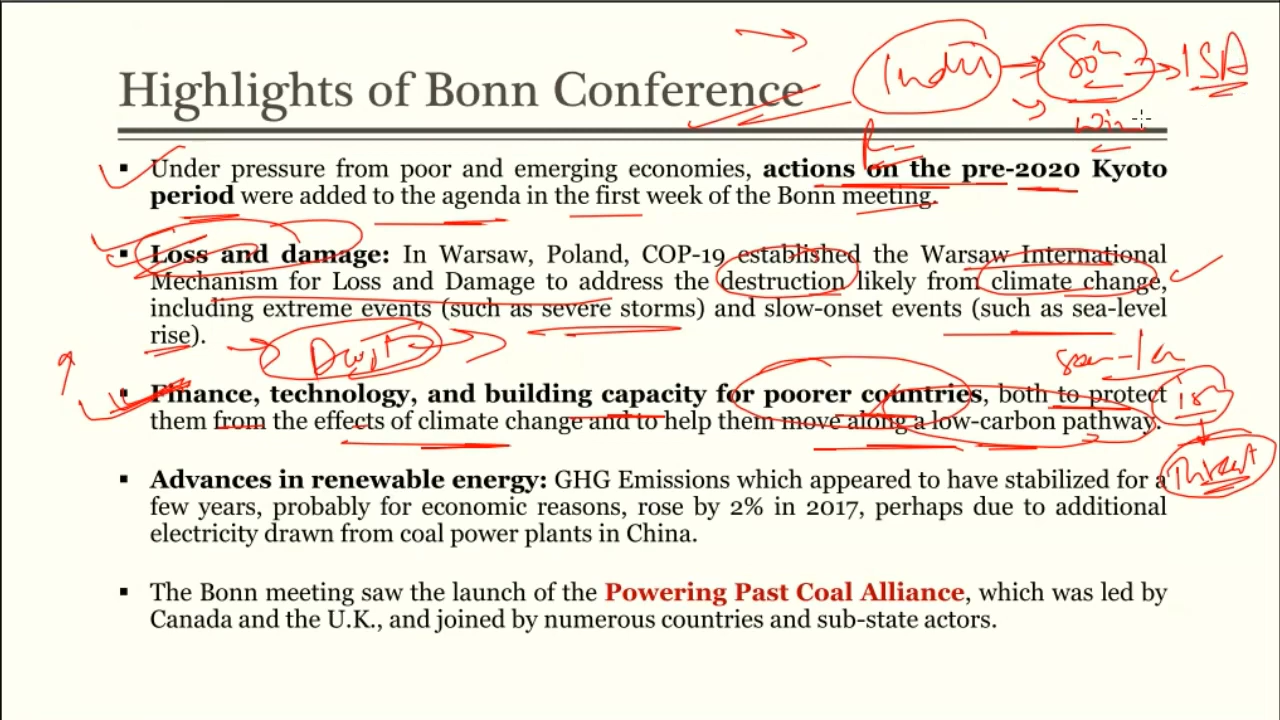 India
ISA
Highlights of Bonn Conference
▪ Under pressure from poor and emerging economies, actions on the pre-2020 Kyoto
period were added to the agenda in the first week of the Bonn meeting.
▪ Loss and damage: In Warsaw, Poland, COP-19 established the Warsaw International
Mechanism for Loss and Damage to address the destruction likely from climate change,
including extreme events (such as severe storms) and slow-onset events (such as sea-level
rise).
▪ Finance, technology, and building capacity for poorer countries, both to protect
them from the effects of climate change and to help them move along a low-carbon pathway.
▪ Advances in renewable energy: GHG Emissions which appeared to have stabilized for a
few years, probably for economic reasons, rose by 2% in 2017, perhaps due to additional
electricity drawn from coal power plants in China.
▪ The Bonn meeting saw the launch of the Powering Past Coal Alliance, which was led by
Canada and the U.K., and joined by numerous countries and sub-state actors.